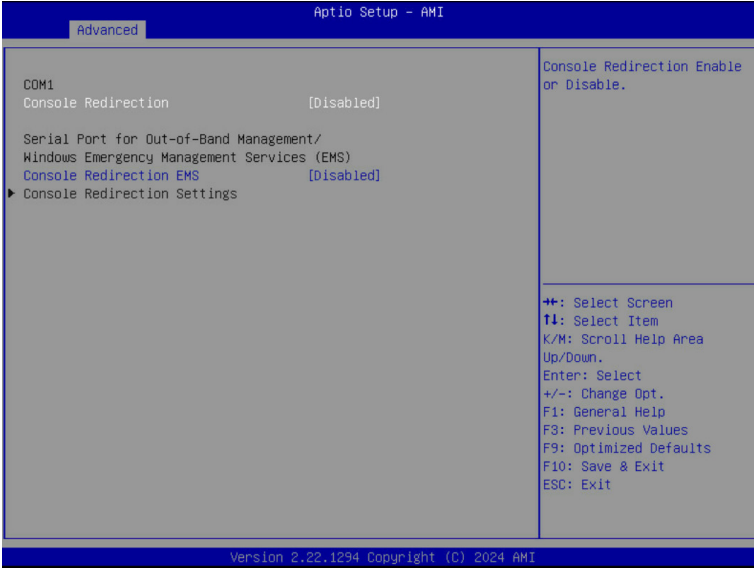 Aptio Setup – AMI
Advanced
COM1
Console Redirection [Disabled]
Serial Port for Out-of-Band Management/
Windows Emergency Management Services (EMS)
Console Redirection EMS [Disabled]
▶ Console Redirection Settings
Console Redirection Enable
or Disable.
→←: Select Screen
↑↓: Select Item
K/M: Scroll Help Area
Up/Down.
Enter: Select
+/-: Change Opt.
F1: General Help
F3: Previous Values
F9: Optimized Defaults
F10: Save & Exit
ESC: Exit
Version 2.22.1294 Copyright (C) 2024 AMI